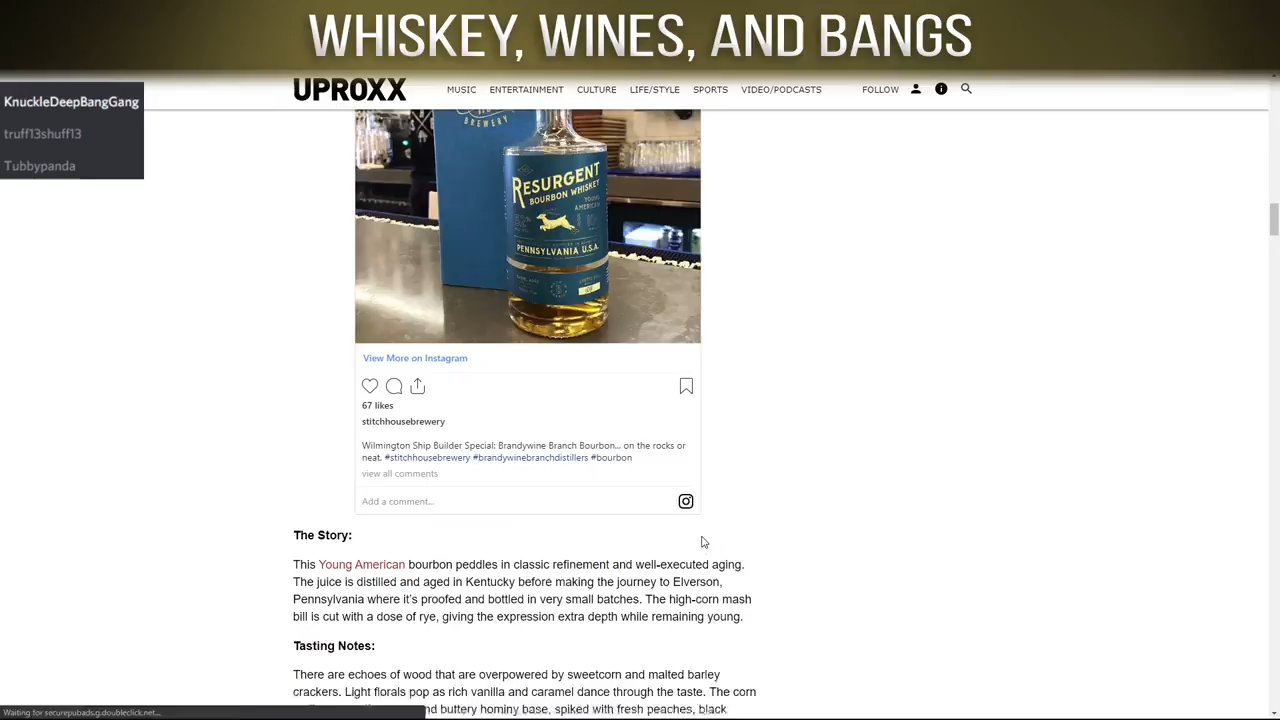 WHISKEY, WINES, AND BANGS
KnuckleDeepBangGang
truff13shuff13
Tubbypanda
UPROXX
MUSIC ENTERTAINMENT CULTURE LIFE/STYLE SPORTS VIDEO/PODCASTS FOLLOW
BREWERY
RESURGENT
BOURBON WHISKEY
YOUNG
AMERICAN
PENNSYLVANIA U.S.A.
View More on Instagram
67 likes
stitchhousebrewery
Wilmington Ship Builder Special: Brandywine Branch Bourbon... on the rocks or
neat. #stitchhousebrewery #brandywinebranchdistillers #bourbon
view all comments
Add a comment...
The Story:
This Young American bourbon peddles in classic refinement and well-executed aging.
The juice is distilled and aged in Kentucky before making the journey to Elverson,
Pennsylvania where it's proofed and bottled in very small batches. The high-corn mash
bill is cut with a dose of rye, giving the expression extra depth while remaining young.
Tasting Notes:
There are echoes of wood that are overpowered by sweetcorn and malted barley
crackers. Light florals pop as rich vanilla and caramel dance through the taste. The corn
nd buttery hominy base, spiked with fresh peaches, black
Waiting for securepubads.g.doubleclick.net...